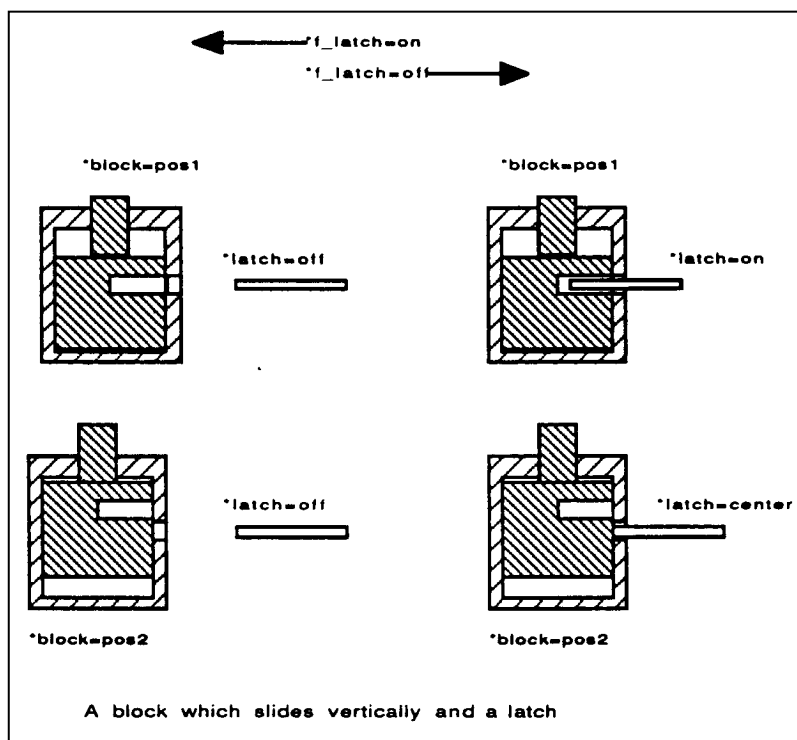 *f_latch=on
*f_latch=off
*block=pos1
*block=pos1
*latch=off
*latch=on
*latch=off
*latch=center
*block=pos2
*block=pos2
A block which slides vertically and a latch